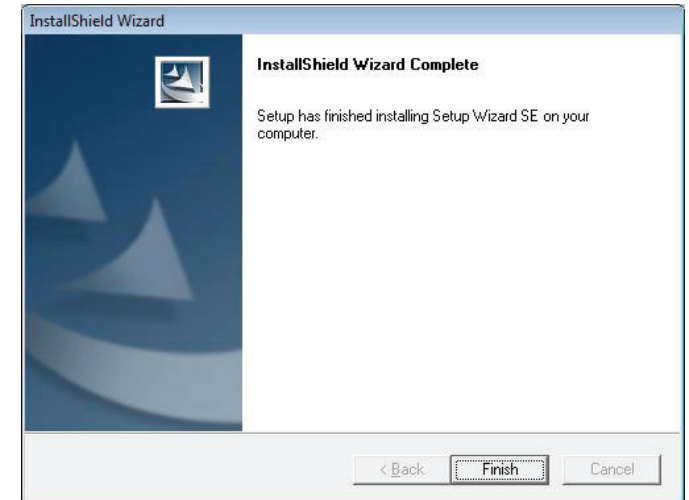 InstallShield Wizard
InstallShield Wizard Complete
Setup has finished installing Setup Wizard SE on your
computer.
< Back
Finish
Cancel